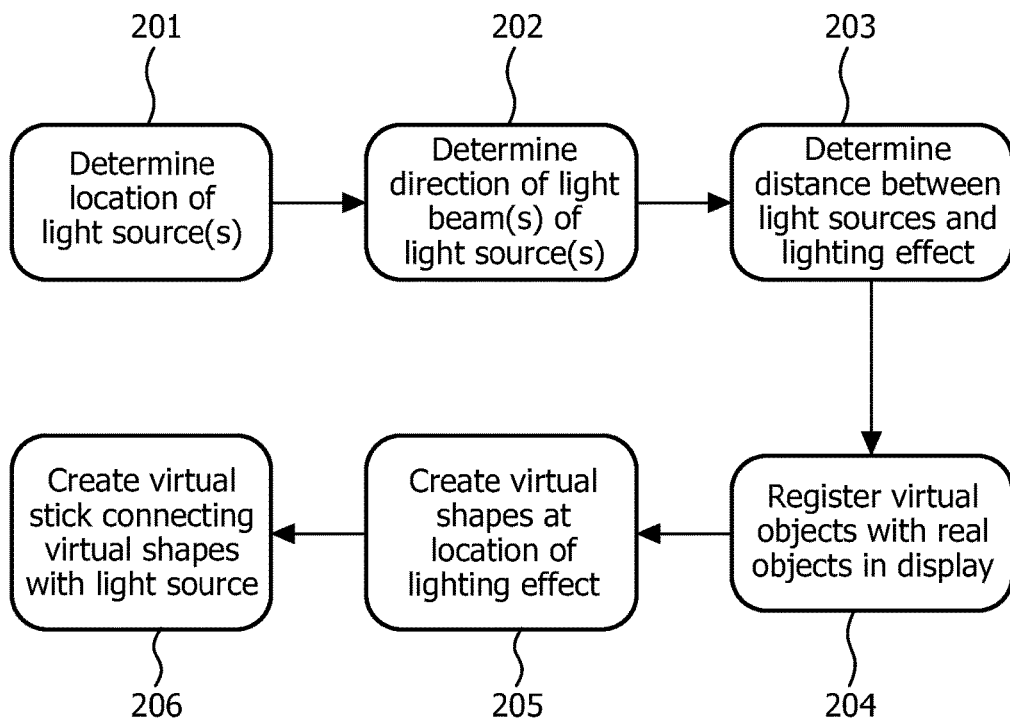 201
202
203
Determine
location of
light source(s)
Determine
direction of light
beam(s) of
light source(s)
Determine
distance between
light sources and
lighting effect
Register virtual
objects with real
objects in display
204
Create virtual
shapes at
location of
lighting effect
205
Create virtual
stick connecting
virtual shapes
with light source
206